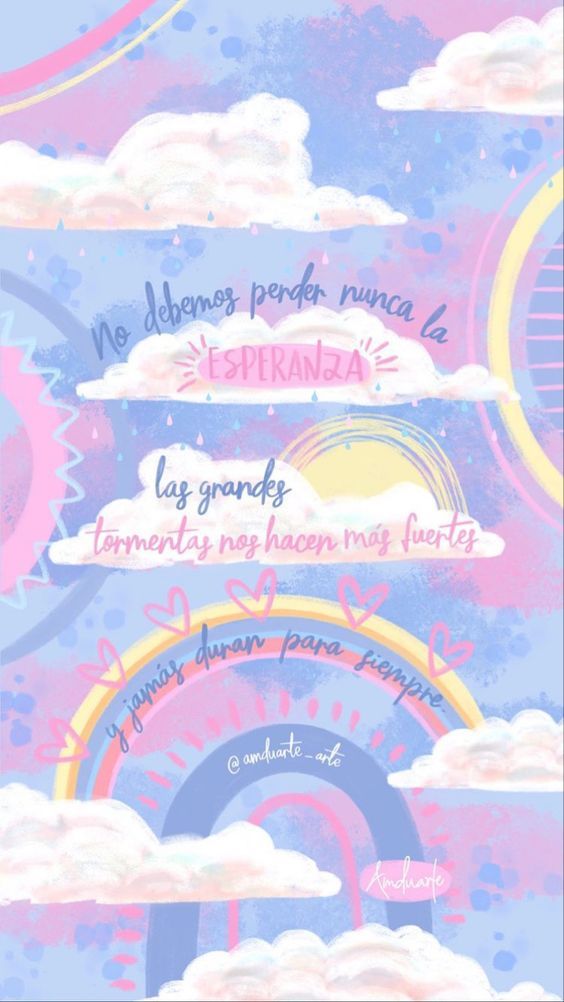 No debemos perder nunca la
ESPERANZA
las grandes
tormentas nos hacen más fuertes
y jamás duran para siempre.
@amduarte_arte
Amduarte